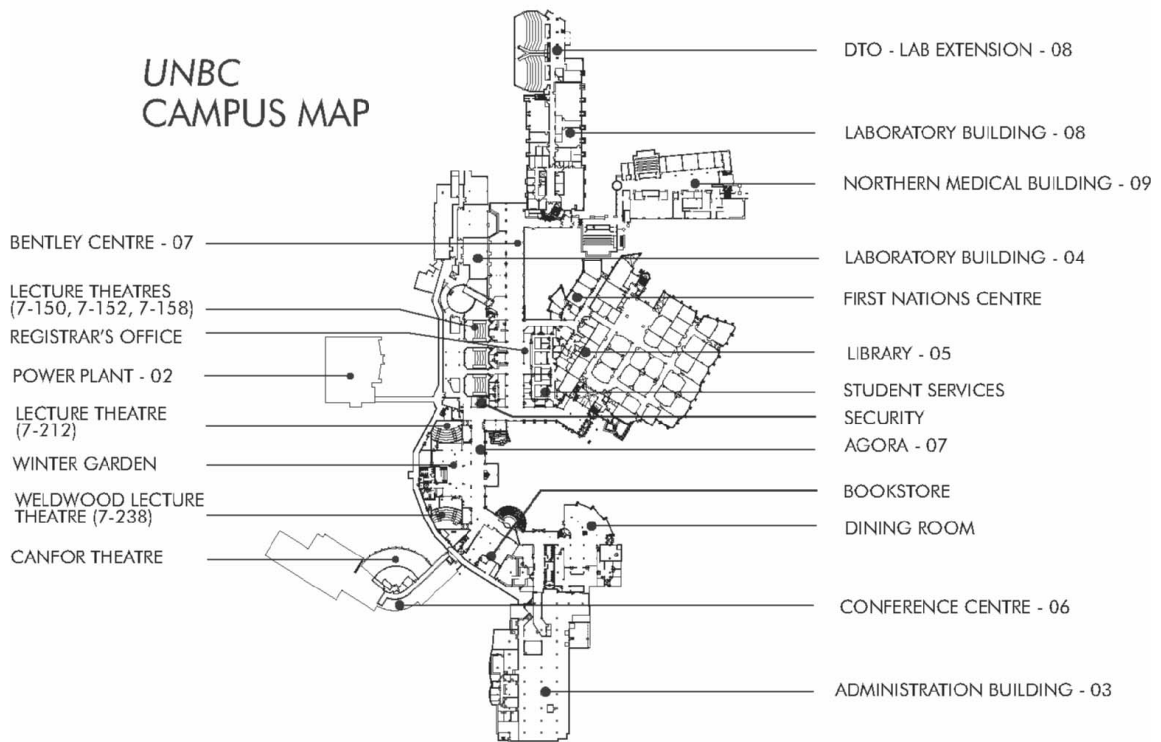 UNBC
CAMPUS MAP
BENTLEY CENTRE - 07
LECTURE THEATRES
(7-150, 7-152, 7-158)
REGISTRAR'S OFFICE
POWER PLANT - 02
LECTURE THEATRE
(7-212)
WINTER GARDEN
WELDWOOD LECTURE
THEATRE (7-238)
CANFOR THEATRE
DTO - LAB EXTENSION - 08
LABORATORY BUILDING - 08
NORTHERN MEDICAL BUILDING - 09
LABORATORY BUILDING - 04
FIRST NATIONS CENTRE
LIBRARY - 05
STUDENT SERVICES
SECURITY
AGORA - 07
BOOKSTORE
DINING ROOM
CONFERENCE CENTRE - 06
ADMINISTRATION BUILDING - 03